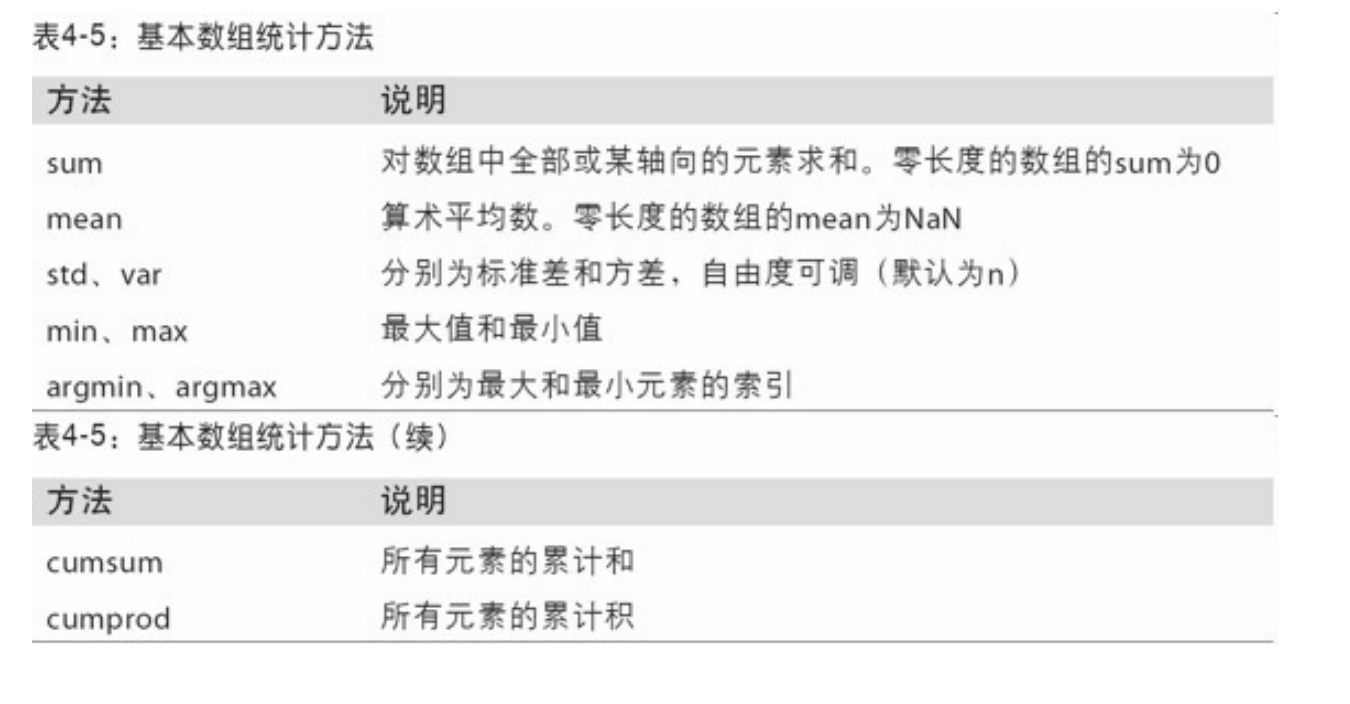 表4-5：基本数组统计方法
方法 说明
sum 对数组中全部或某轴向的元素求和。零长度的数组的sum为0
mean 算术平均数。零长度的数组的mean为NaN
std、var 分别为标准差和方差，自由度可调（默认为n）
min、max 最大值和最小值
argmin、argmax 分别为最大和最小元素的索引
表4-5：基本数组统计方法（续）
方法 说明
cumsum 所有元素的累计和
cumprod 所有元素的累计积